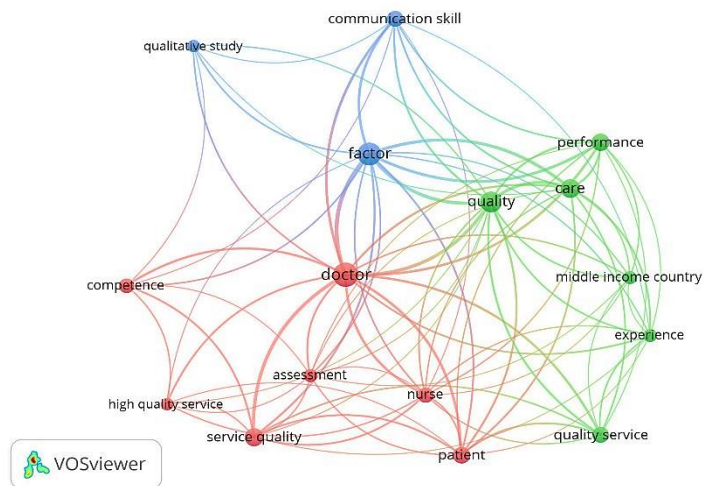 communication skill
qualitative study
performance
factor
care
quality
doctor
middle income country
competence
experience
assessment
nurse
high quality service
service quality
quality service
patient
VOSviewer